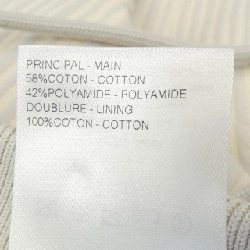 PRINCIPAL - MAIN
58%COTON - COTTON
42%POLYAMIDE - POLYAMIDE
DOUBLURE - LINING
100%COTON - COTTON